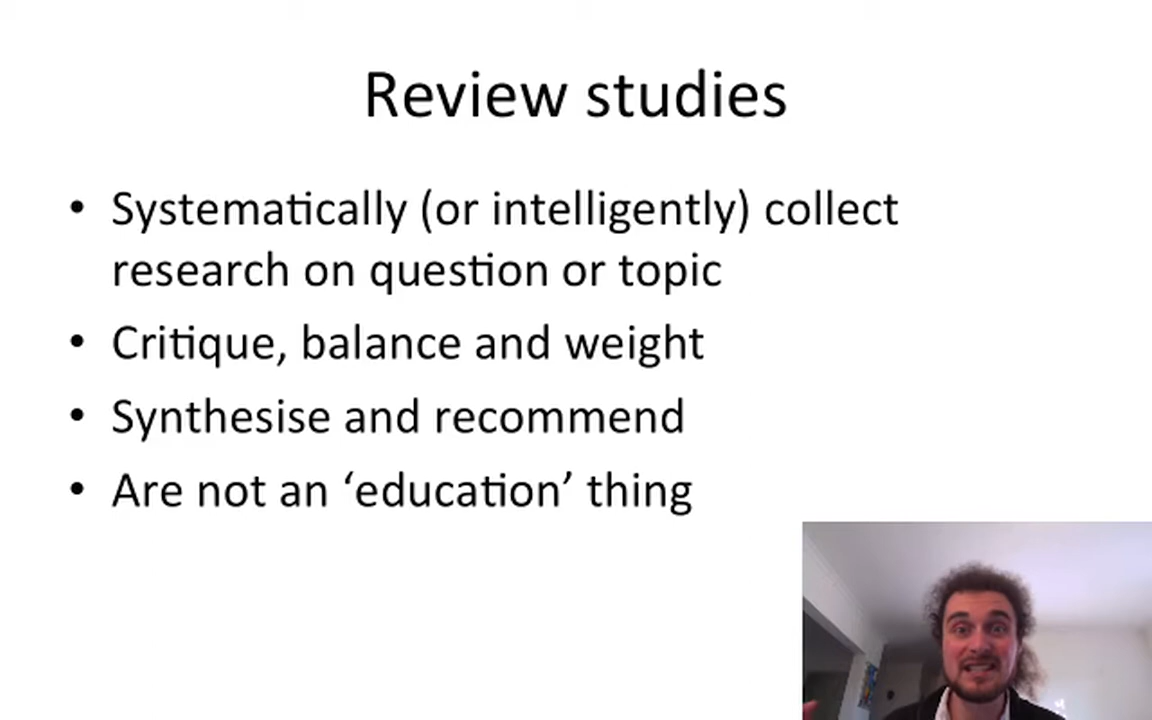 Review studies
• Systematically (or intelligently) collect
research on question or topic
• Critique, balance and weight
• Synthesise and recommend
• Are not an ‘education’ thing